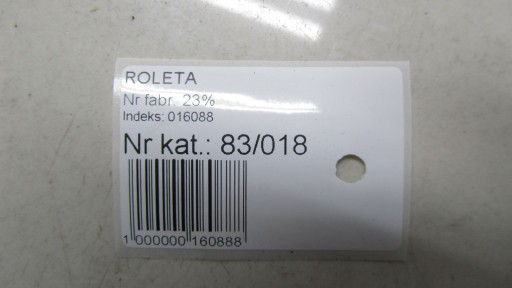 ROLETA
Nr fabr. 23%
Indeks: 016088
Nr kat.: 83/018
1 000000 160888